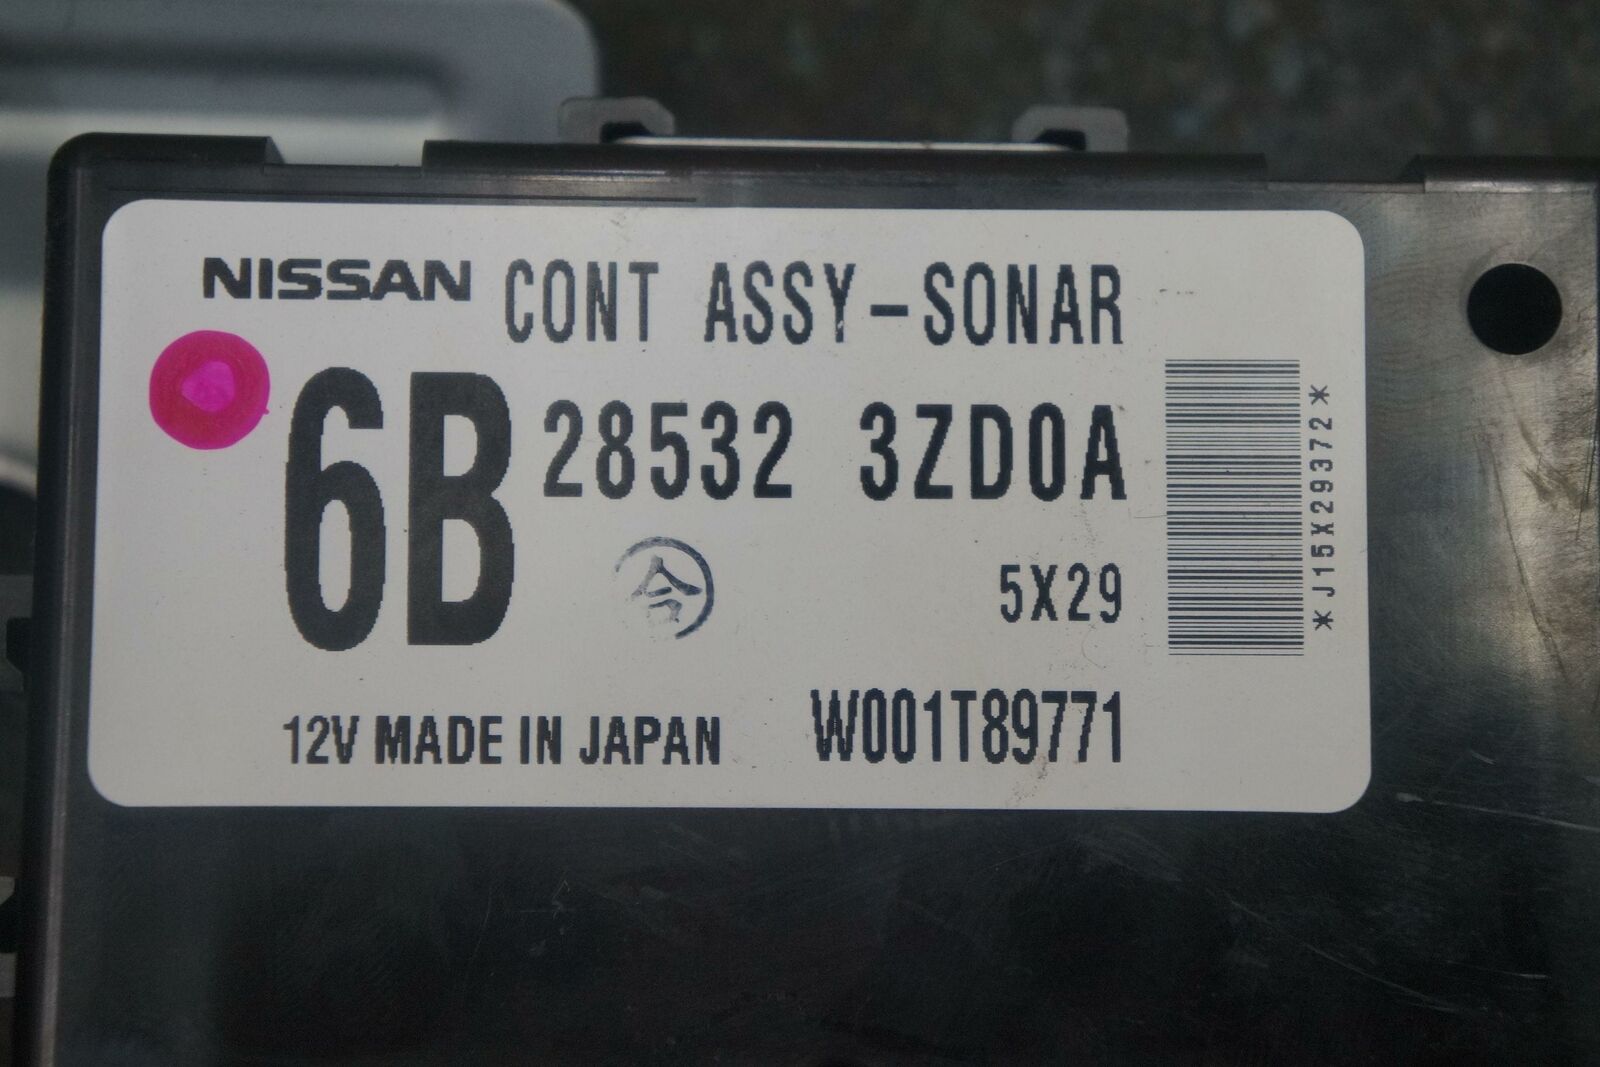 NISSAN CONT ASSY-SONAR
6B 28532 3ZD0A
合
5X29
12V MADE IN JAPAN W001T89771
*J15X29372*